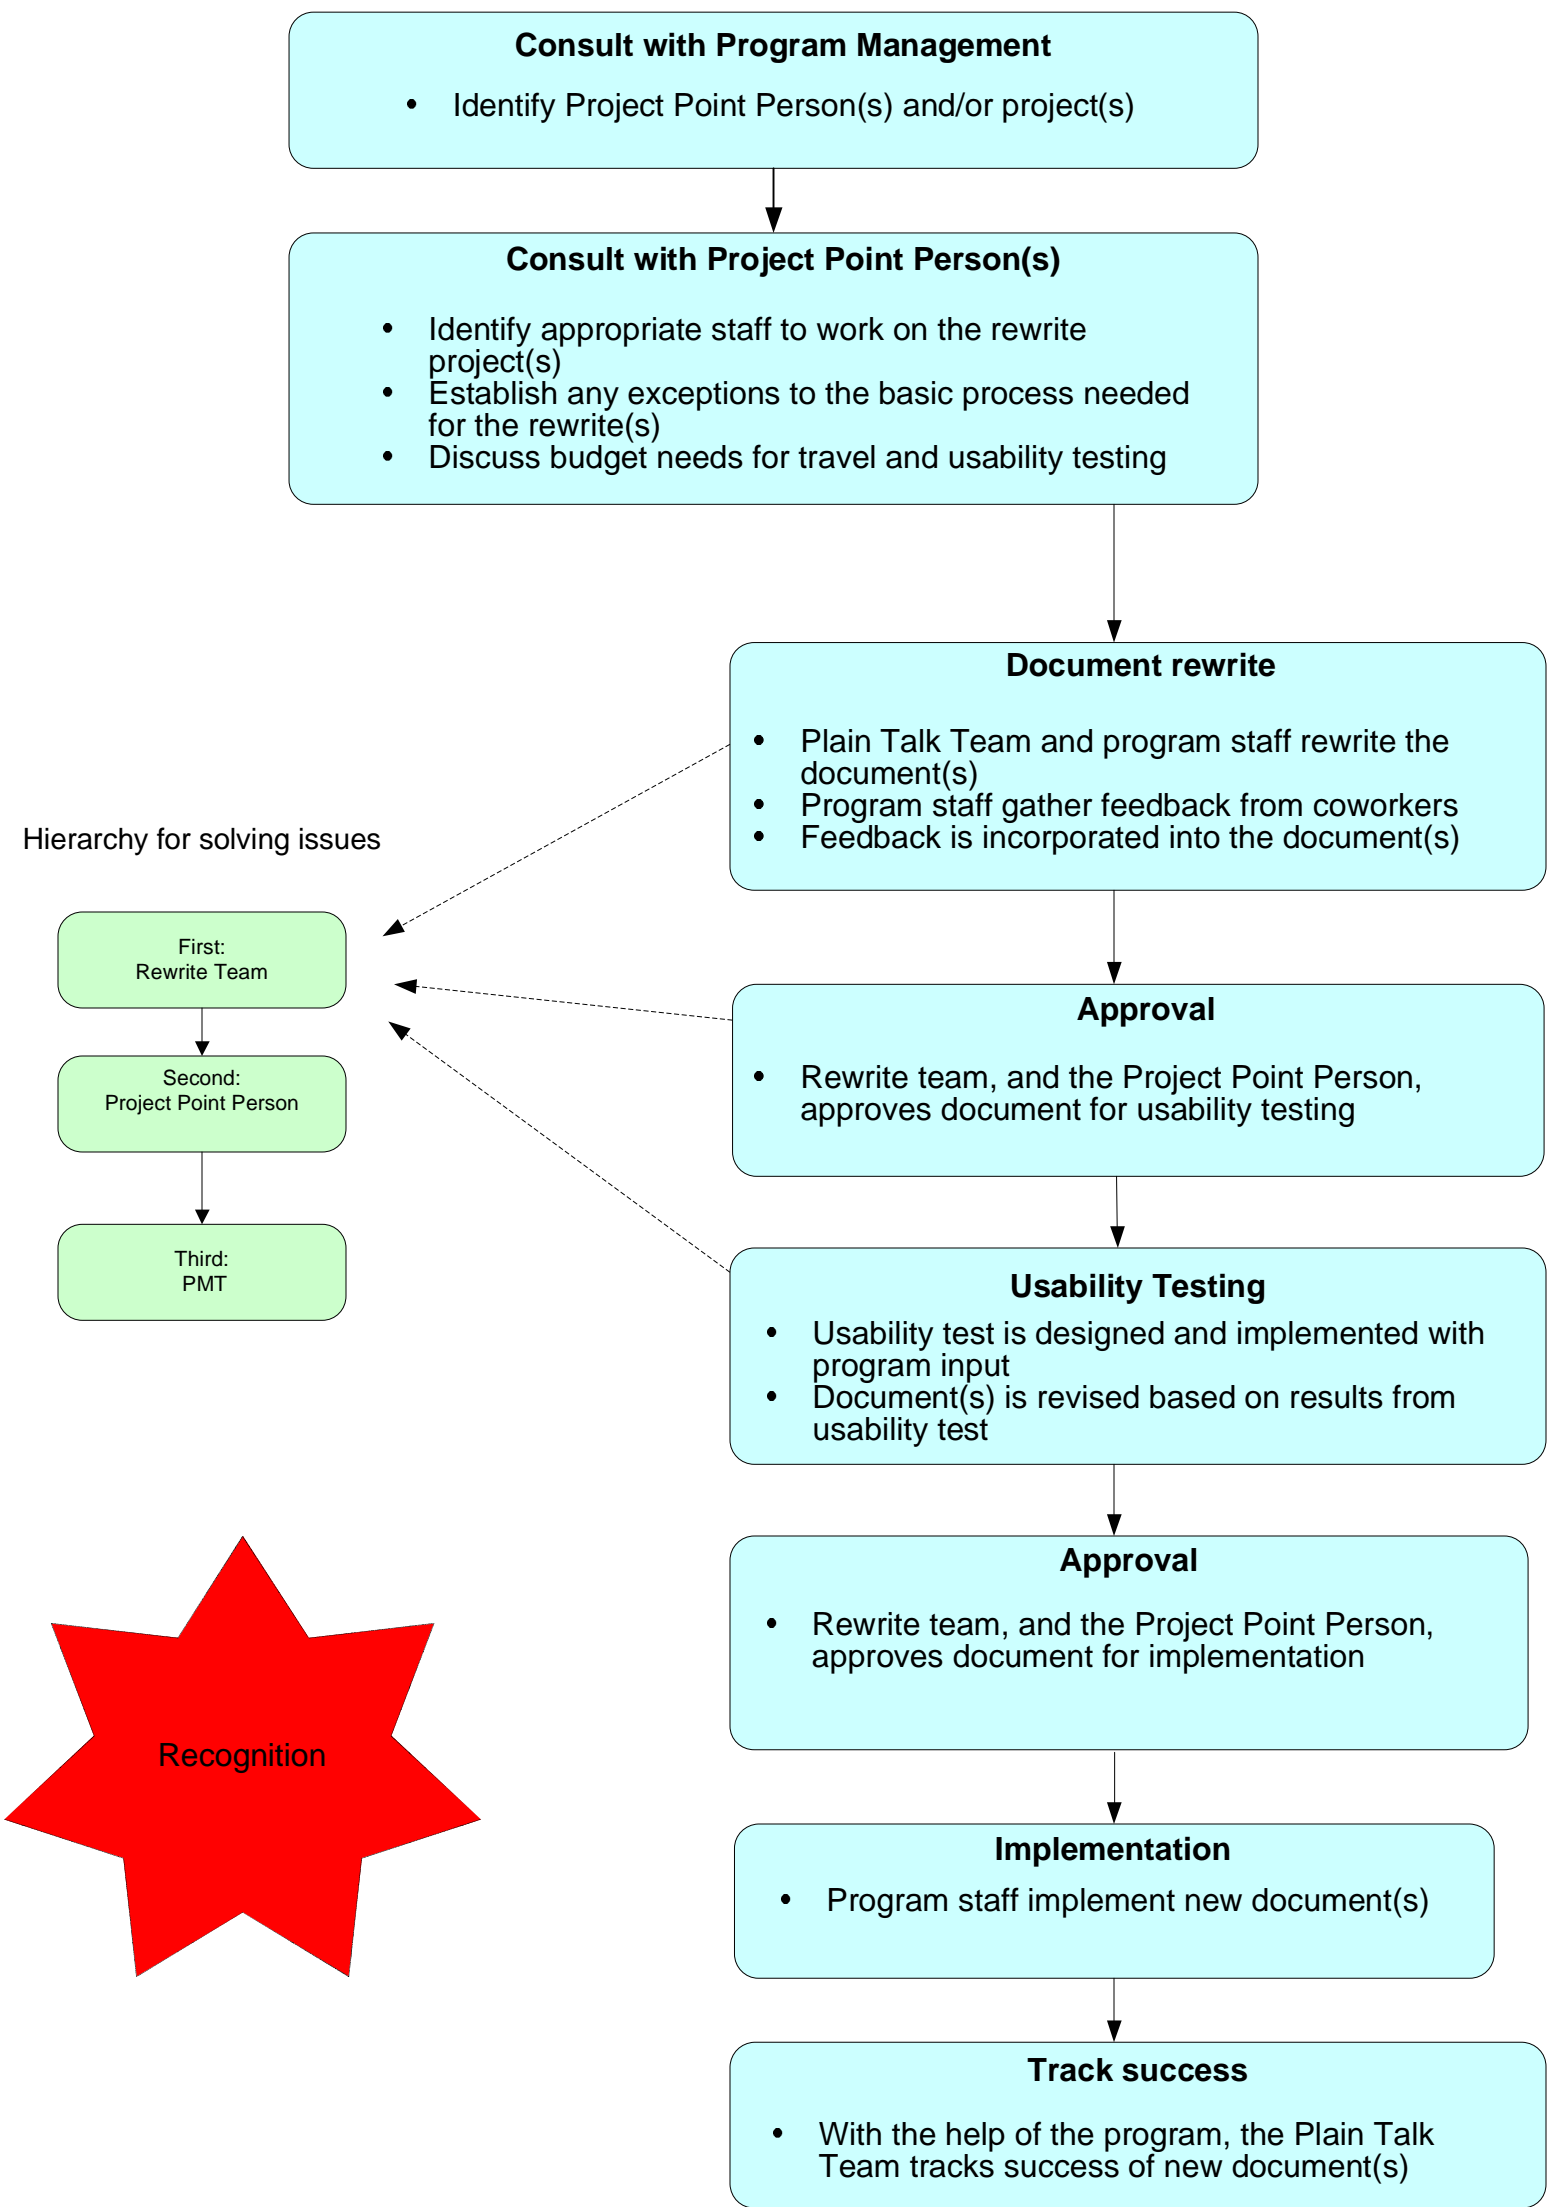 Consult with Program Management
• Identify Project Point Person(s) and/or project(s)
Consult with Project Point Person(s)
• Identify appropriate staff to work on the rewrite
project(s)
• Establish any exceptions to the basic process needed
for the rewrite(s)
• Discuss budget needs for travel and usability testing
Document rewrite
• Plain Talk Team and program staff rewrite the
document(s)
• Program staff gather feedback from coworkers
• Feedback is incorporated into the document(s)
Hierarchy for solving issues
First:
Rewrite Team
Second:
Project Point Person
Third:
PMT
Approval
• Rewrite team, and the Project Point Person,
approves document for usability testing
Usability Testing
• Usability test is designed and implemented with
program input
• Document(s) is revised based on results from
usability test
Approval
• Rewrite team, and the Project Point Person,
approves document for implementation
Recognition
Implementation
• Program staff implement new document(s)
Track success
• With the help of the program, the Plain Talk
Team tracks success of new document(s)